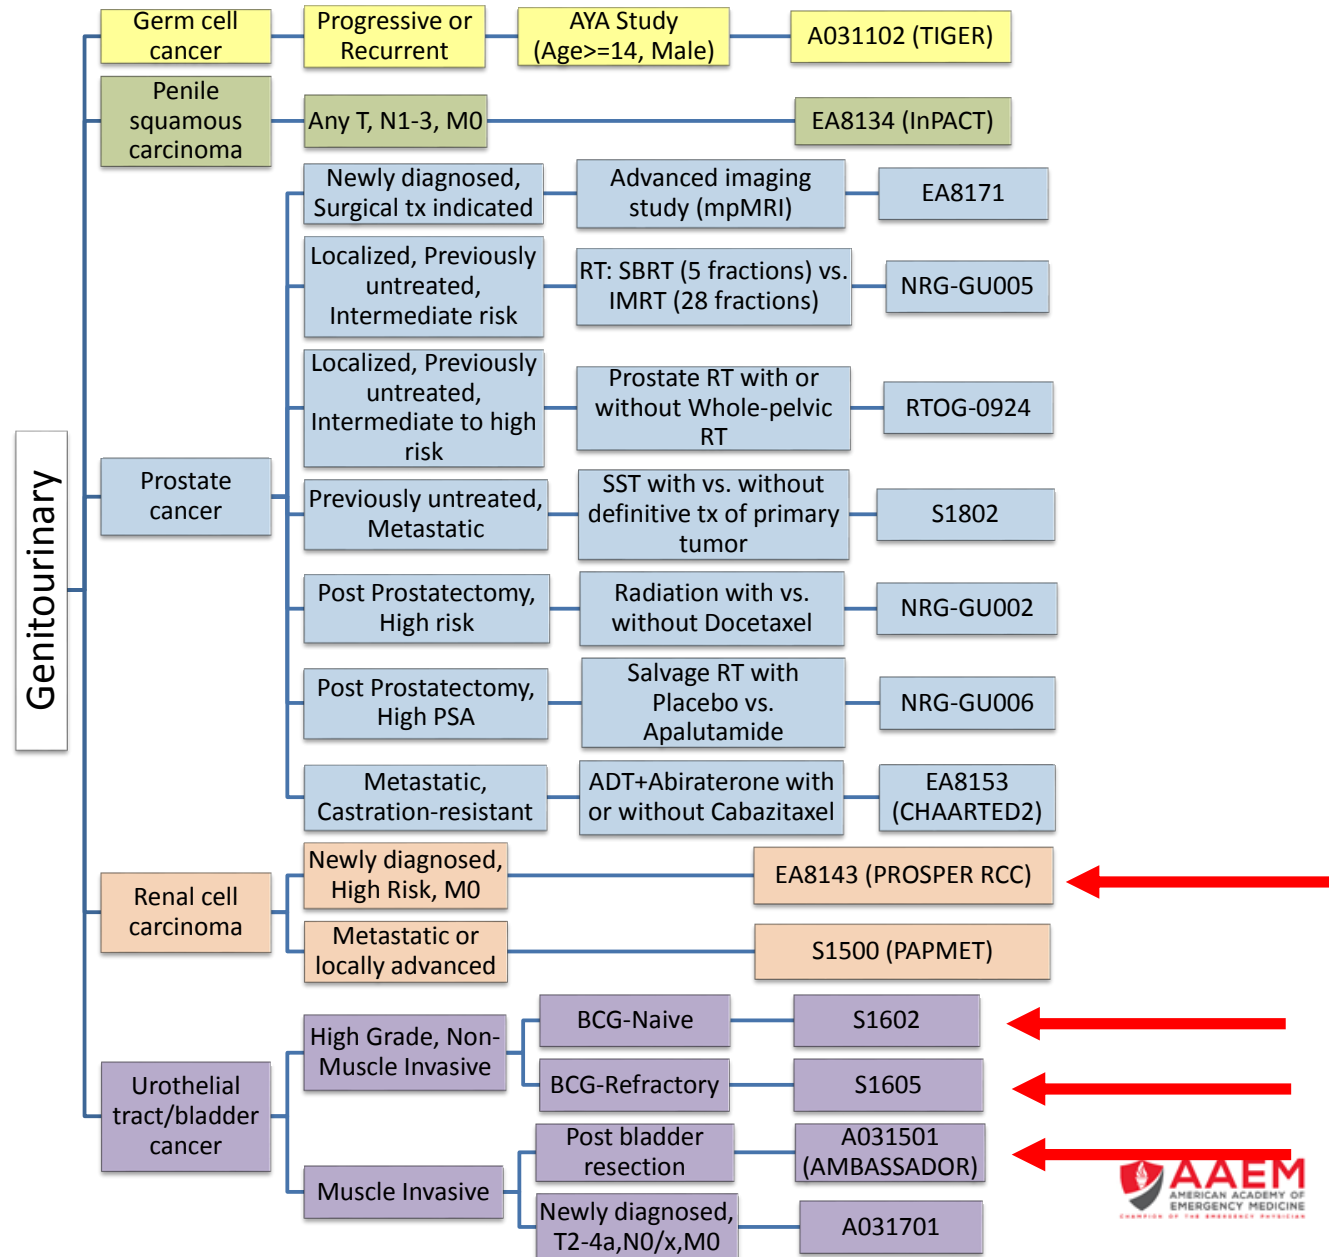 Genitourinary
Germ cell
cancer
Progressive or
Recurrent
AYA Study
(Age>=14, Male)
A031102 (TIGER)
Penile
squamous
carcinoma
Any T, N1-3, M0
EA8134 (InPACT)
Prostate
cancer
Newly diagnosed,
Surgical tx indicated
Advanced imaging
study (mpMRI)
EA8171
Localized, Previously
untreated,
Intermediate risk
RT: SBRT (5 fractions) vs.
IMRT (28 fractions)
NRG-GU005
Localized, Previously
untreated,
Intermediate to high
risk
Prostate RT with or
without Whole-pelvic
RT
RTOG-0924
Previously untreated,
Metastatic
SST with vs. without
definitive tx of primary
tumor
S1802
Post Prostatectomy,
High risk
Radiation with vs.
without Docetaxel
NRG-GU002
Post Prostatectomy,
High PSA
Salvage RT with
Placebo vs.
Apalutamide
NRG-GU006
Metastatic,
Castration-resistant
ADT+Abiraterone with
or without Cabazitaxel
EA8153
(CHAARTED2)
Renal cell
carcinoma
Newly diagnosed,
High Risk, M0
EA8143 (PROSPER RCC)
Metastatic or
locally advanced
S1500 (PAPMET)
Urothelial
tract/bladder
cancer
High Grade, Non-
Muscle Invasive
BCG-Naive
S1602
BCG-Refractory
S1605
Muscle Invasive
Post bladder
resection
A031501
(AMBASSADOR)
Newly diagnosed,
T2-4a,N0/x,M0
A031701
AAEM
AMERICAN ACADEMY OF
EMERGENCY MEDICINE
CHAMPION OF THE EMERGENCY PHYSICIAN